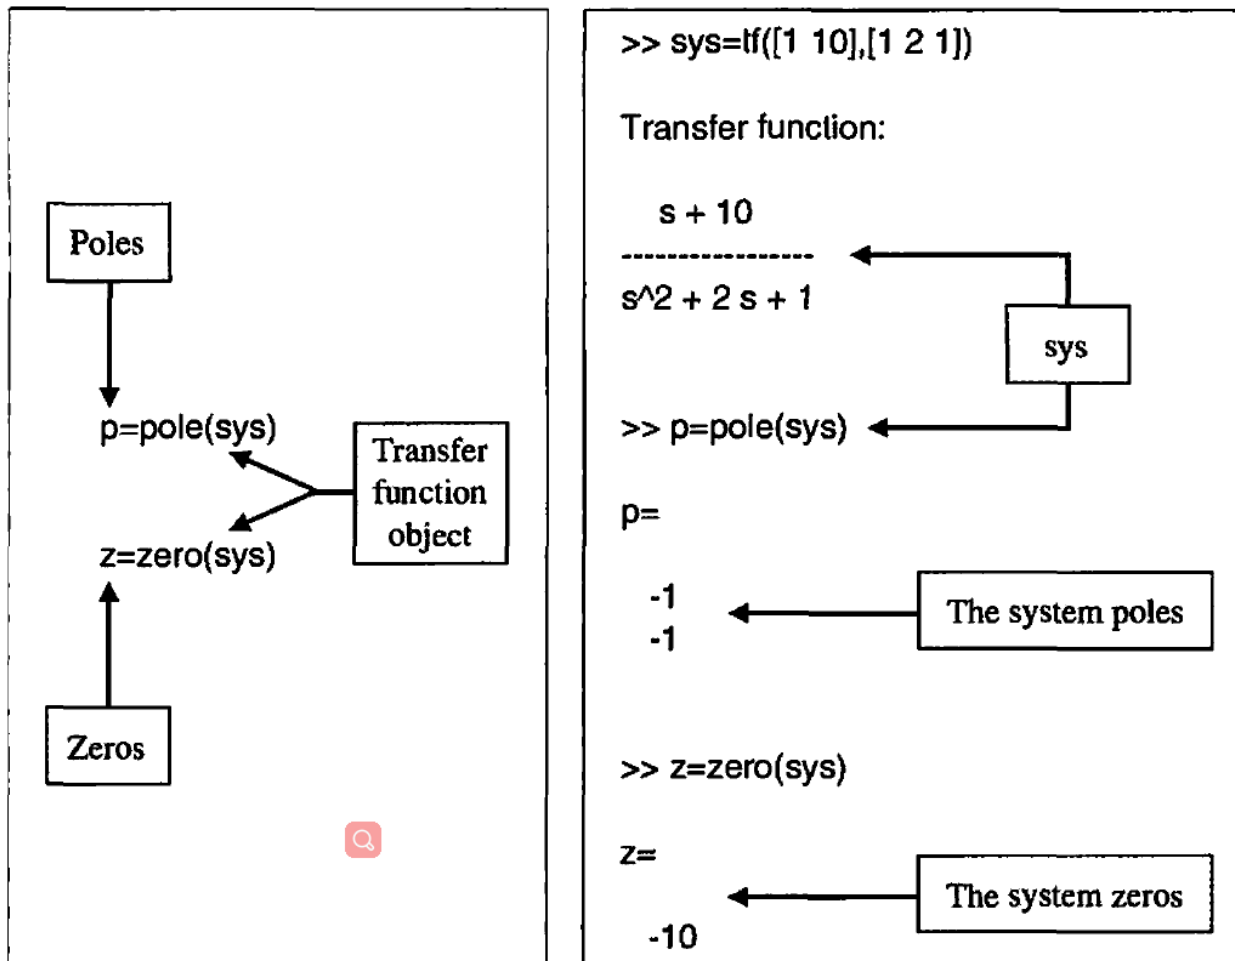 Poles
p=pole(sys)
Transfer
function
object
z=zero(sys)
Zeros
>> sys=tf([1 10],[1 2 1])
Transfer function:
s + 10
-----------------
s^2 + 2 s + 1
sys
>> p=pole(sys)
p=
-1
-1
The system poles
>> z=zero(sys)
z=
-10
The system zeros